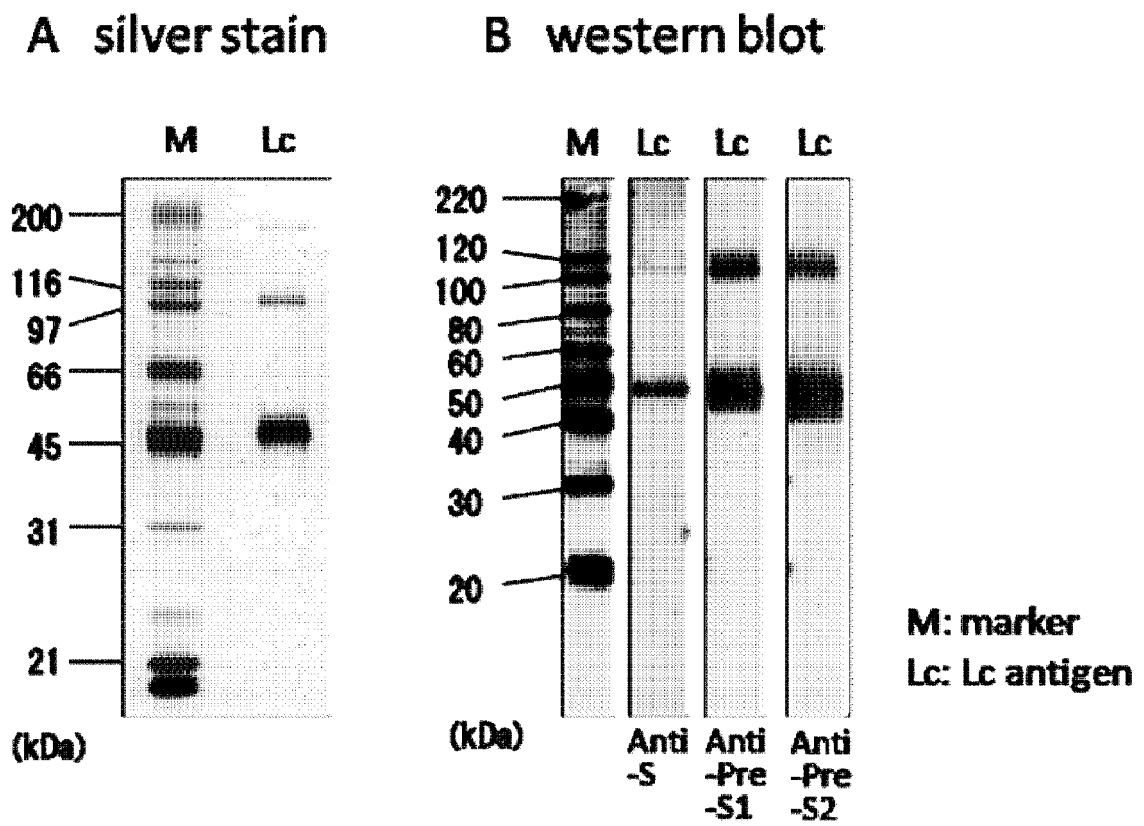 A silver stain
M Lc
200
116
97
66
45
31
21
(kDa)
B western blot
M Lc Lc Lc
220
120
100
80
60
50
40
30
20
(kDa)
Anti Anti Anti
-S -Pre -Pre
-S1 -S2
M: marker
Lc: Lc antigen